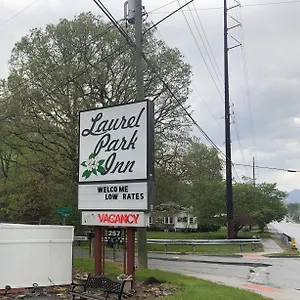 Laurel
Park
Inn
WELCOME
LOW RATES
VACANCY
257